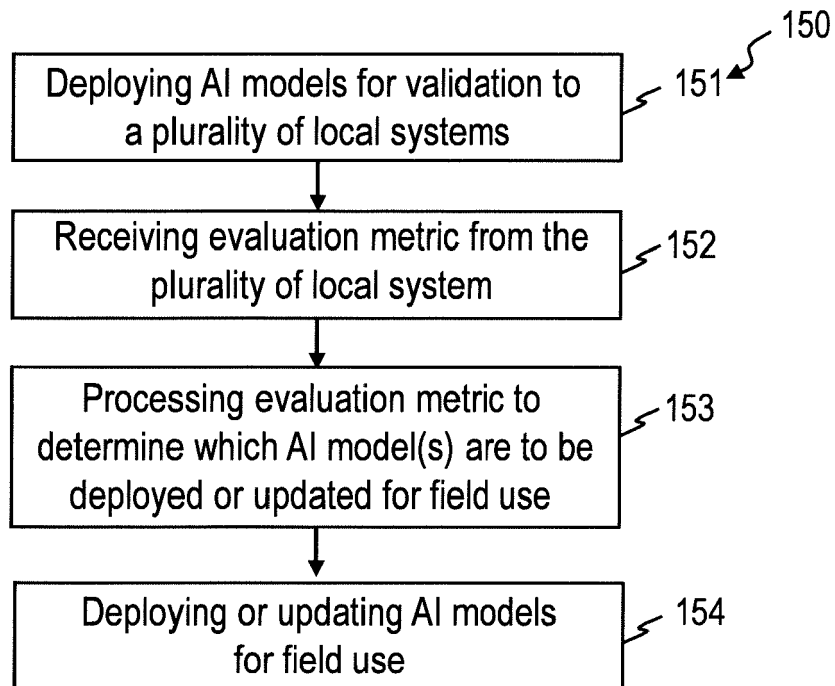 150
Deploying AI models for validation to
a plurality of local systems
151
Receiving evaluation metric from the
plurality of local system
152
Processing evaluation metric to
determine which AI model(s) are to be
deployed or updated for field use
153
Deploying or updating AI models
for field use
154